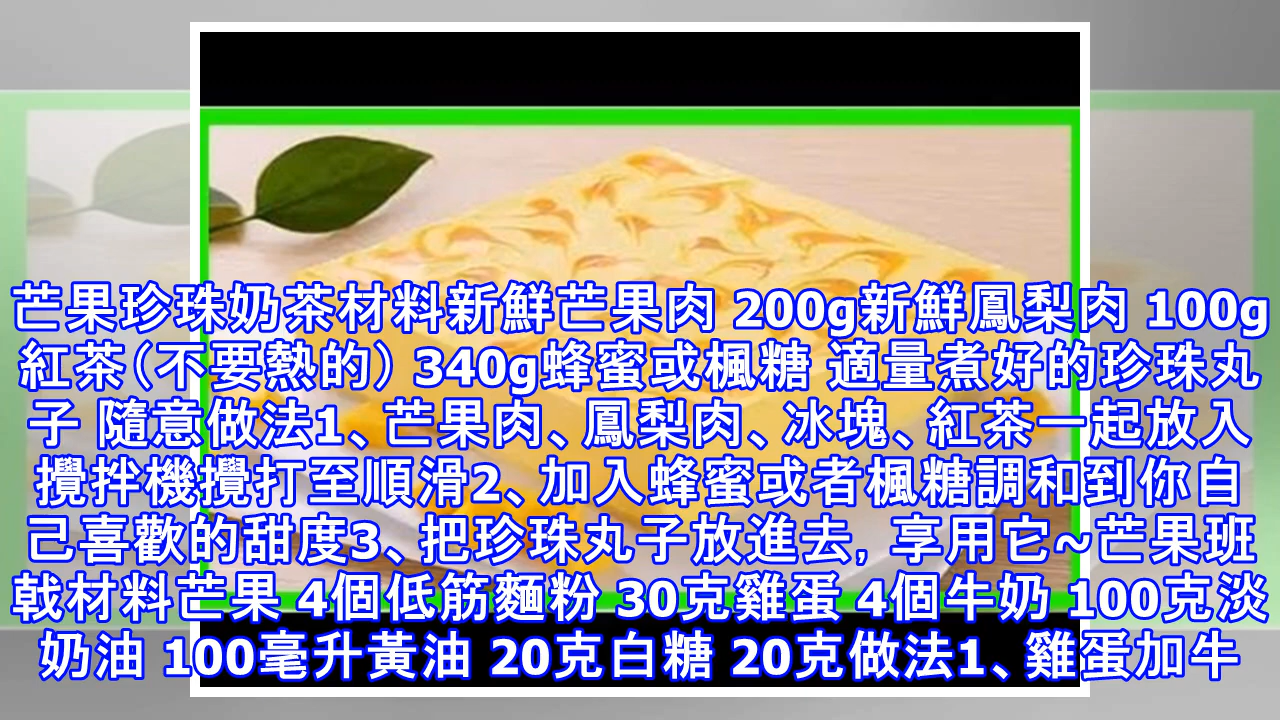 芒果珍珠奶茶材料新鮮芒果肉 200g新鮮鳳梨肉 100g
紅茶(不要熱的) 340g蜂蜜或楓糖 適量煮好的珍珠丸
子 隨意做法1、芒果肉、鳳梨肉、冰塊、紅茶一起放入
攪拌機攪打至順滑2、加入蜂蜜或者楓糖調和到你自
己喜歡的甜度3、把珍珠丸子放進去, 享用它~芒果班
戟材料芒果 4個低筋麵粉 30克雞蛋 4個牛奶 100克淡
奶油 100毫升黃油 20克白糖 20克做法1、雞蛋加牛